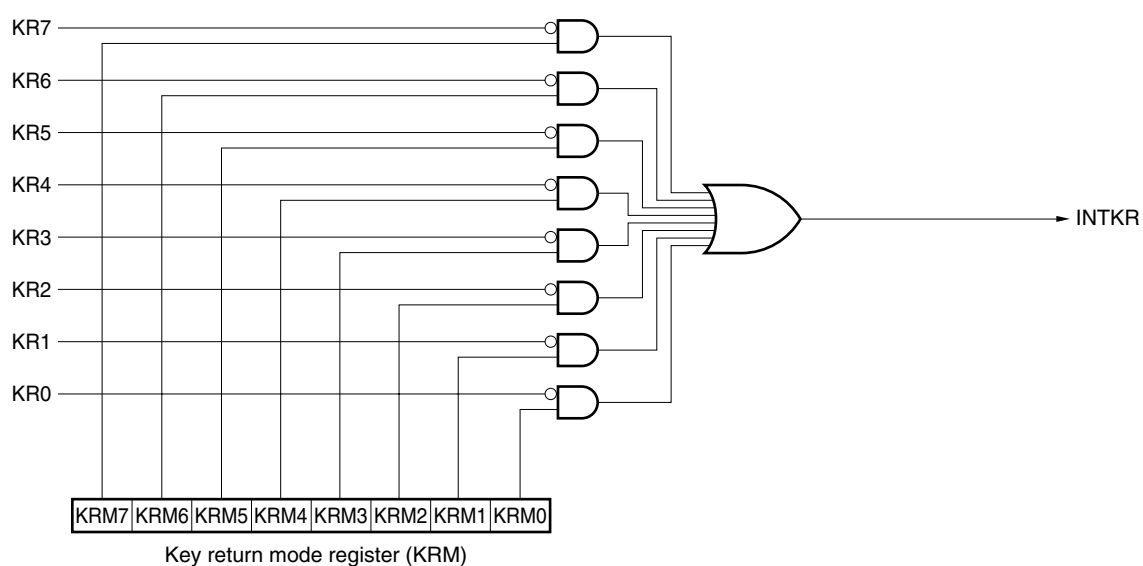 KR7
KR6
KR5
KR4
KR3
INTKR
KR2
KR1
KR0
KRM7 KRM6 KRM5 KRM4 KRM3 KRM2 KRM1 KRM0
Key return mode register (KRM)